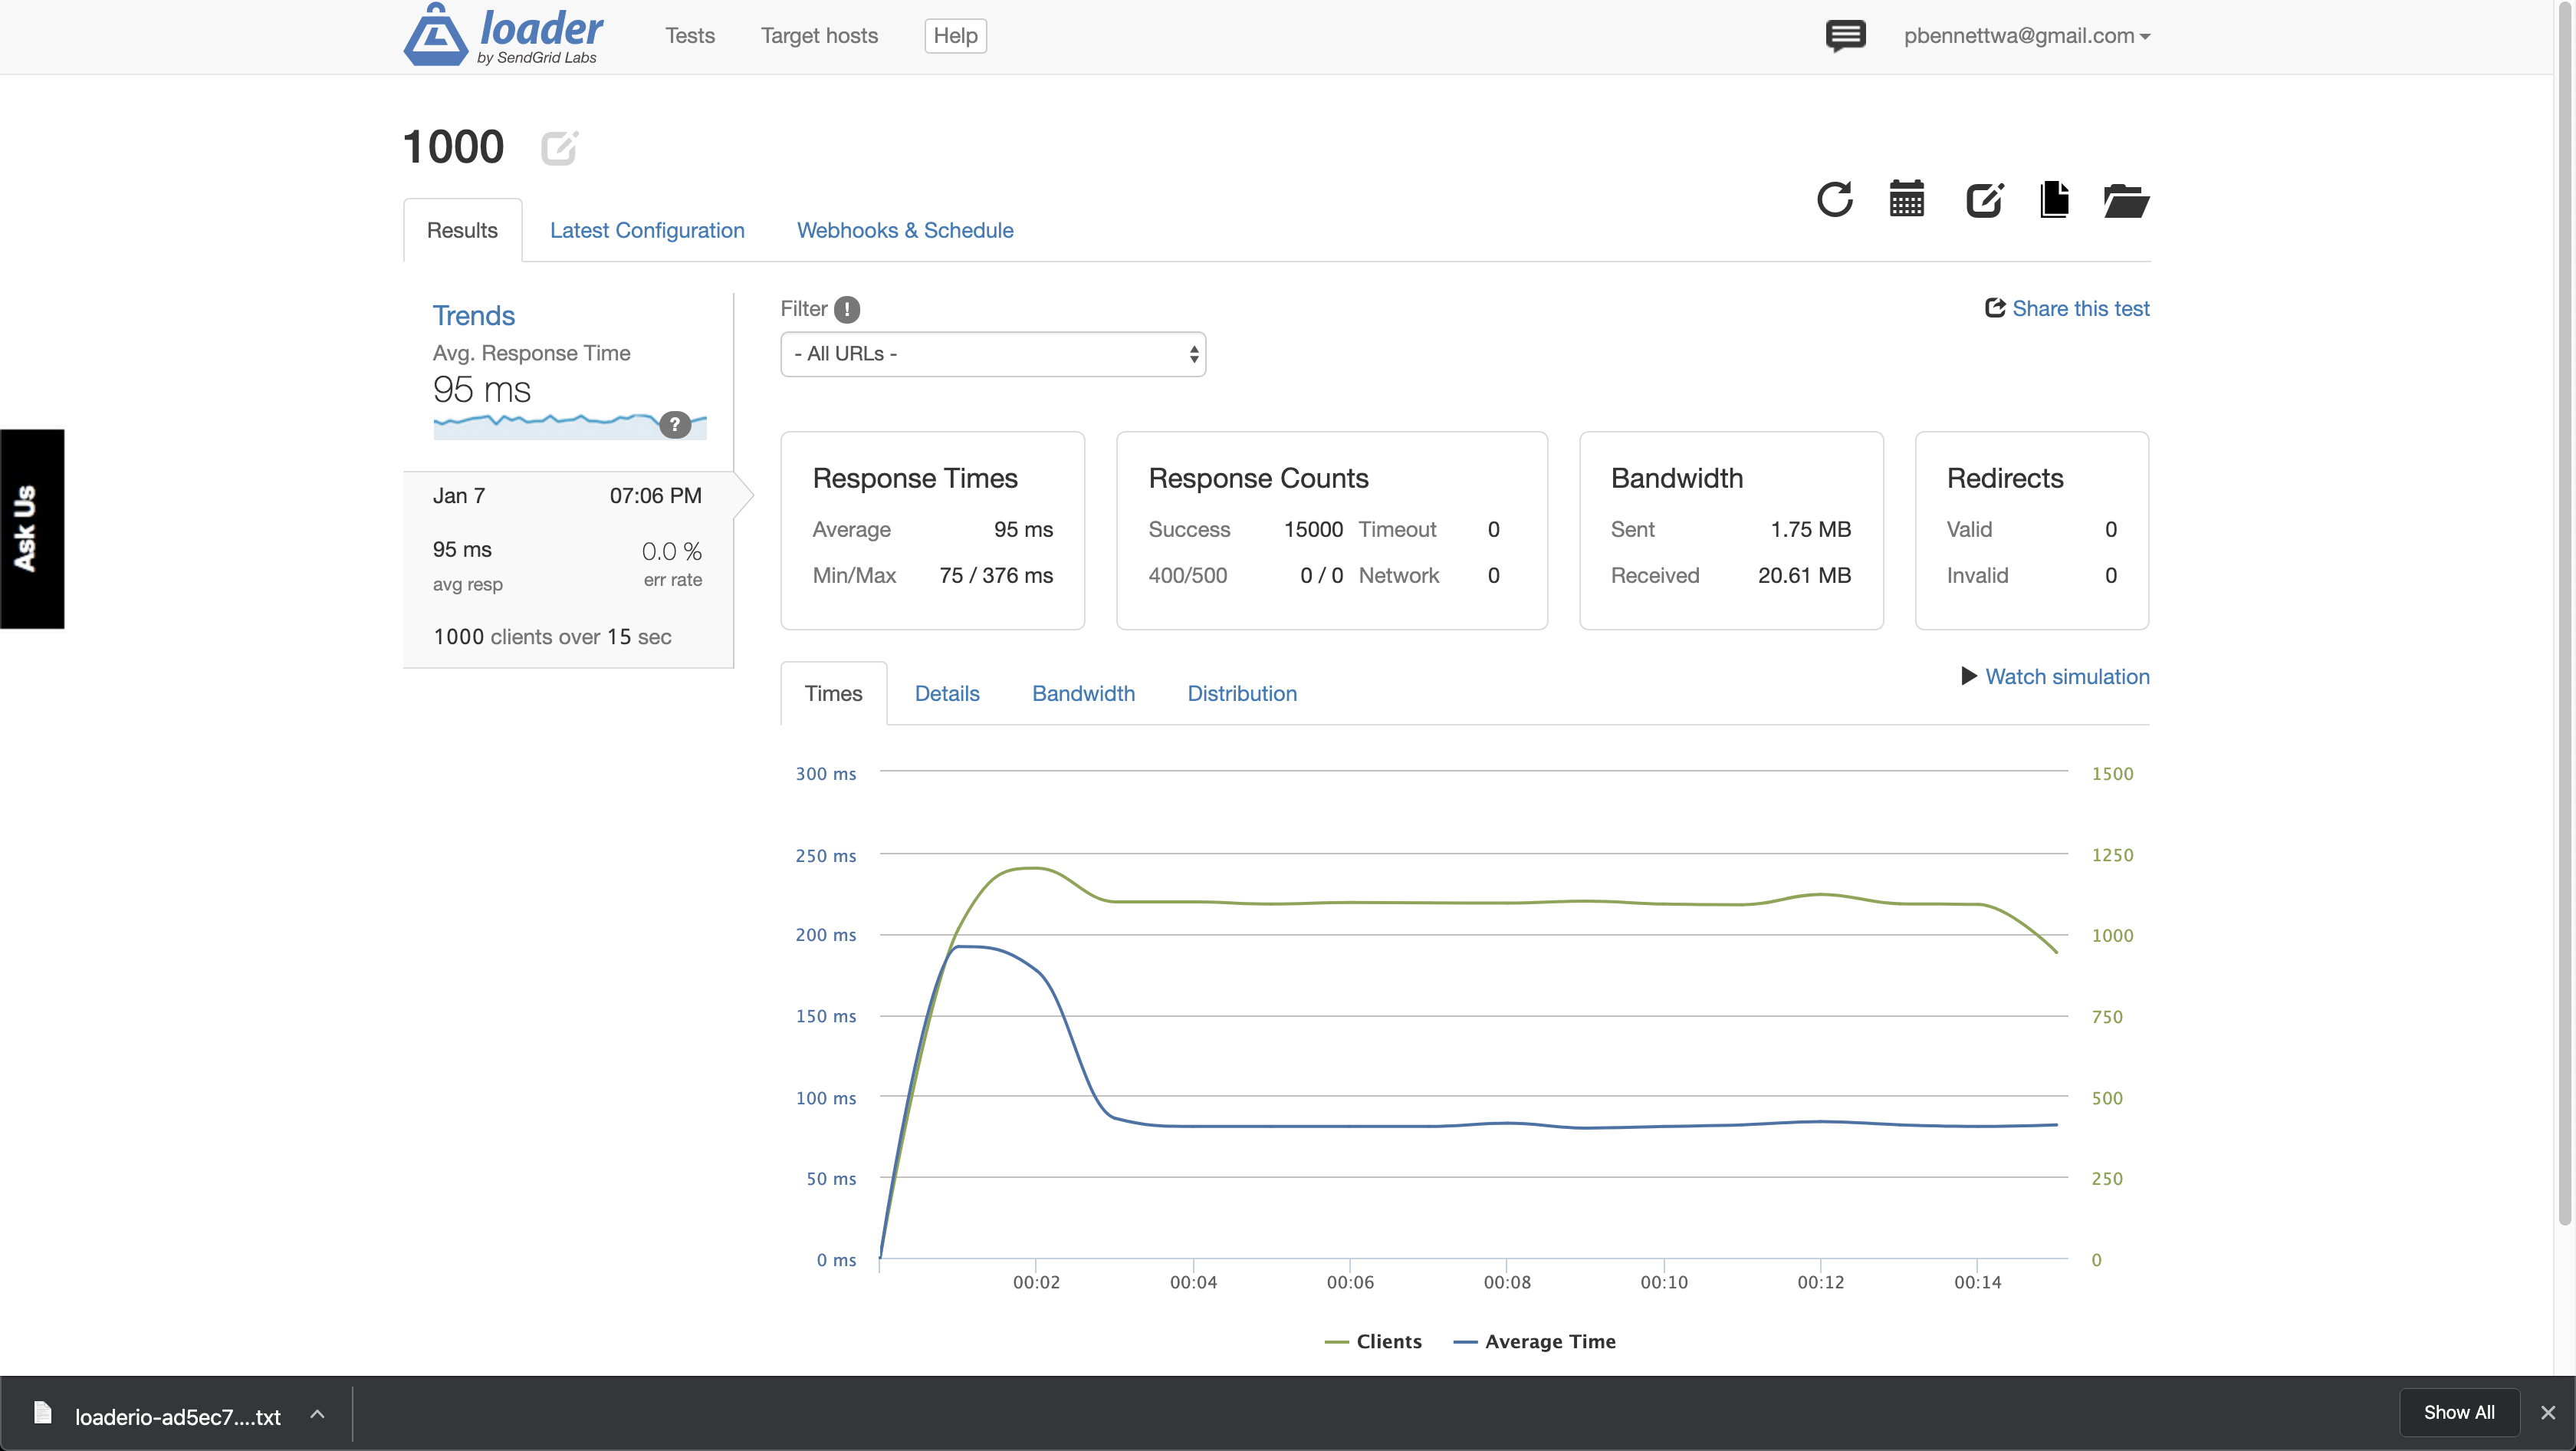 loader
by SendGrid Labs
Tests Target hosts Help
pbennettwa@gmail.com
1000
Results Latest Configuration Webhooks & Schedule
Trends
Avg. Response Time
95 ms
?
Jan 7 07:06 PM
95 ms 0.0 %
avg resp err rate
1000 clients over 15 sec
Ask Us
Filter !
Share this test
- All URLs -
Response Times
Average 95 ms
Min/Max 75 / 376 ms
Response Counts
Success 15000 Timeout 0
400/500 0 / 0 Network 0
Bandwidth
Sent 1.75 MB
Received 20.61 MB
Redirects
Valid 0
Invalid 0
Times Details Bandwidth Distribution
Watch simulation
300 ms 1500
250 ms 1250
200 ms 1000
150 ms 750
100 ms 500
50 ms 250
0 ms 0
00:02 00:04 00:06 00:08 00:10 00:12 00:14
Clients Average Time
loaderio-ad5ec7....txt
Show All